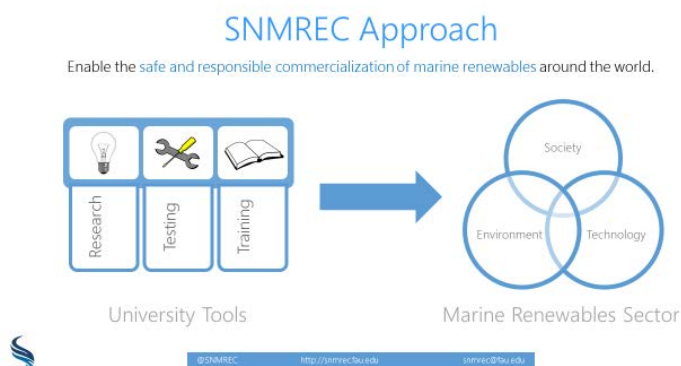 SNMREC Approach
Enable the safe and responsible commercialization of marine renewables around the world.
Research
Testing
Training
Society
Environment
Technology
University Tools
Marine Renewables Sector
@SNMREC http://snmrec.fau.edu snmrec@fau.edu